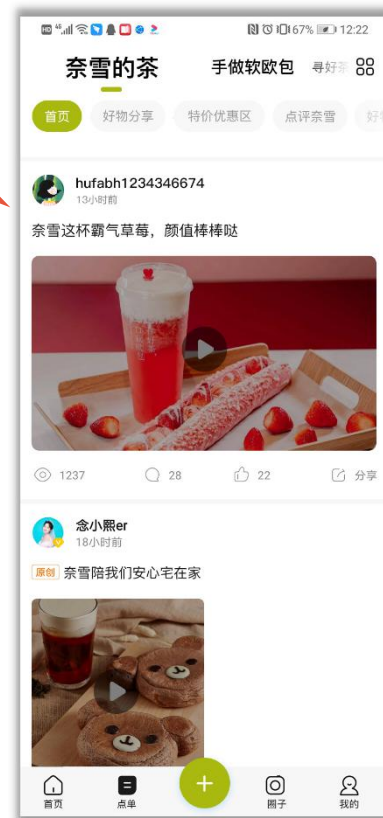 HD 4G 67% 12:22
奈雪的茶 手做软欧包 寻好茶
首页 好物分享 特价优惠区 点评奈雪 好
hufabh1234346674
13小时前
奈雪这杯霸气草莓，颜值棒棒哒
1237 28 22 分享
念小熙er
18小时前
原创 奈雪陪我们安心宅在家
首页 点单 + 圈子 我的